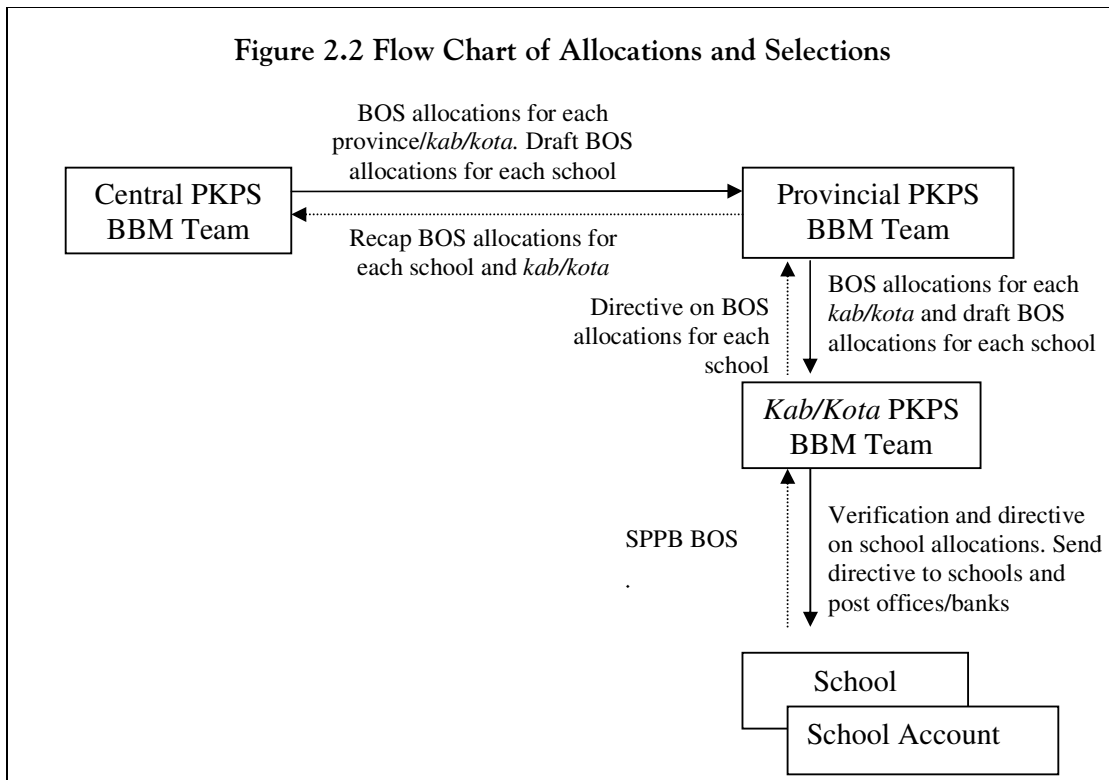 Figure 2.2 Flow Chart of Allocations and Selections
BOS allocations for each
province/kab/kota. Draft BOS
allocations for each school
Central PKPS
BBM Team
Provincial PKPS
BBM Team
Recap BOS allocations for
each school and kab/kota
Directive on BOS
allocations for each
school
BOS allocations for each
kab/kota and draft BOS
allocations for each school
Kab/Kota PKPS
BBM Team
SPPB BOS
.
Verification and directive
on school allocations. Send
directive to schools and
post offices/banks
School
School Account